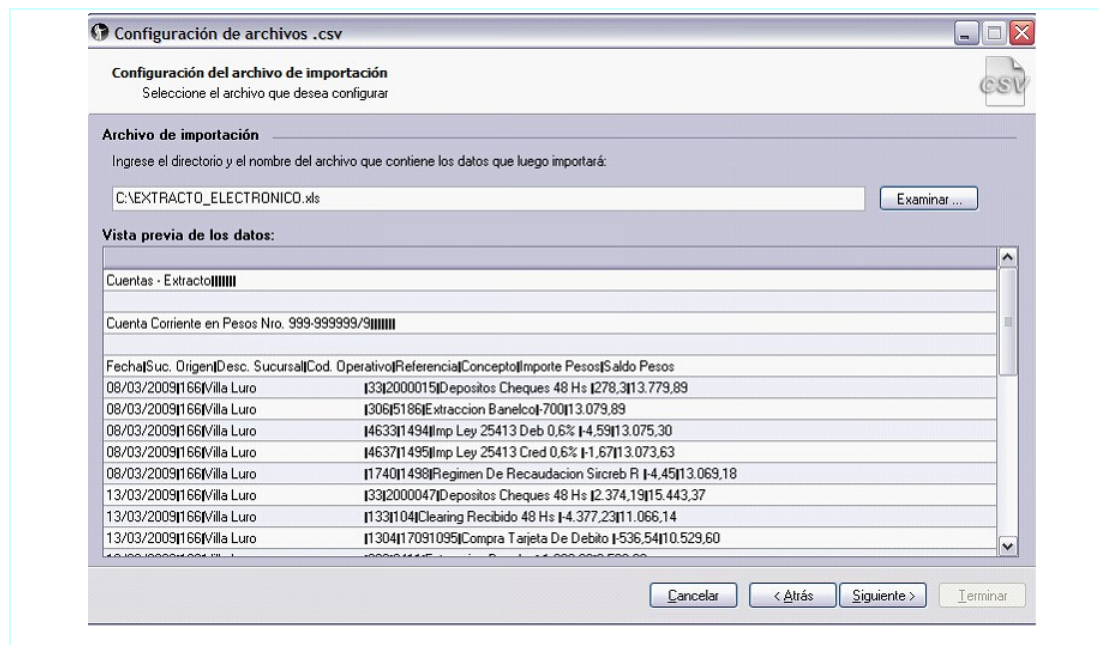 Configuración de archivos .csv
Configuración del archivo de importación
Seleccione el archivo que desea configurar
CSV
Archivo de importación
Ingrese el directorio y el nombre del archivo que contiene los datos que luego importará:
C:\EXTRACTO_ELECTRONICO.xls
Examinar ...
Vista previa de los datos:
Cuentas - Extracto|||||||
Cuenta Corriente en Pesos Nro. 999-999999/9|||||||
Fecha|Suc. Origen|Desc. Sucursal|Cod. Operativo|Referencia|Concepto|Importe Pesos|Saldo Pesos
08/03/2009|166|Villa Luro |33|2000015|Depositos Cheques 48 Hs |278,3|13.779,89
08/03/2009|166|Villa Luro |306|5186|Extraccion Banelco|-700|13.079,89
08/03/2009|166|Villa Luro |4633|1494|Imp Ley 25413 Deb 0,6% |-4,59|13.075,30
08/03/2009|166|Villa Luro |4637|1495|Imp Ley 25413 Cred 0,6% |-1,67|13.073,63
08/03/2009|166|Villa Luro |1740|1498|Regimen De Recaudacion Sircreb R |-4,45|13.069,18
13/03/2009|166|Villa Luro |33|2000047|Depositos Cheques 48 Hs |2.374,19|15.443,37
13/03/2009|166|Villa Luro |133|104|Clearing Recibido 48 Hs |-4.377,23|11.066,14
13/03/2009|166|Villa Luro |1304|17091095|Compra Tarjeta De Debito |-536,54|10.529,60
Cancelar
< Atrás
Siguiente >
Terminar